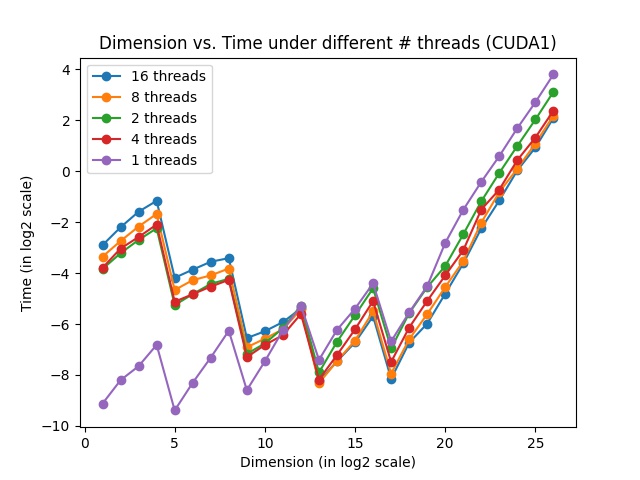 Dimension vs. Time under different # threads (CUDA1)
16 threads
8 threads
2 threads
4 threads
1 threads
Time (in log2 scale)
4
2
0
−2
−4
−6
−8
−10
0 5 10 15 20 25
Dimension (in log2 scale)